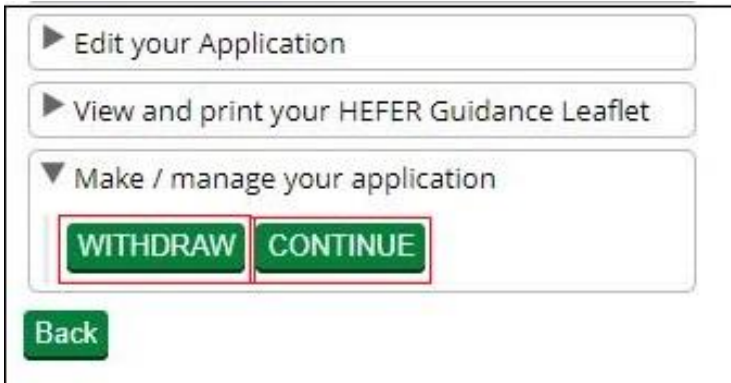 Edit your Application
View and print your HEFER Guidance Leaflet
Make / manage your application
WITHDRAW CONTINUE
Back